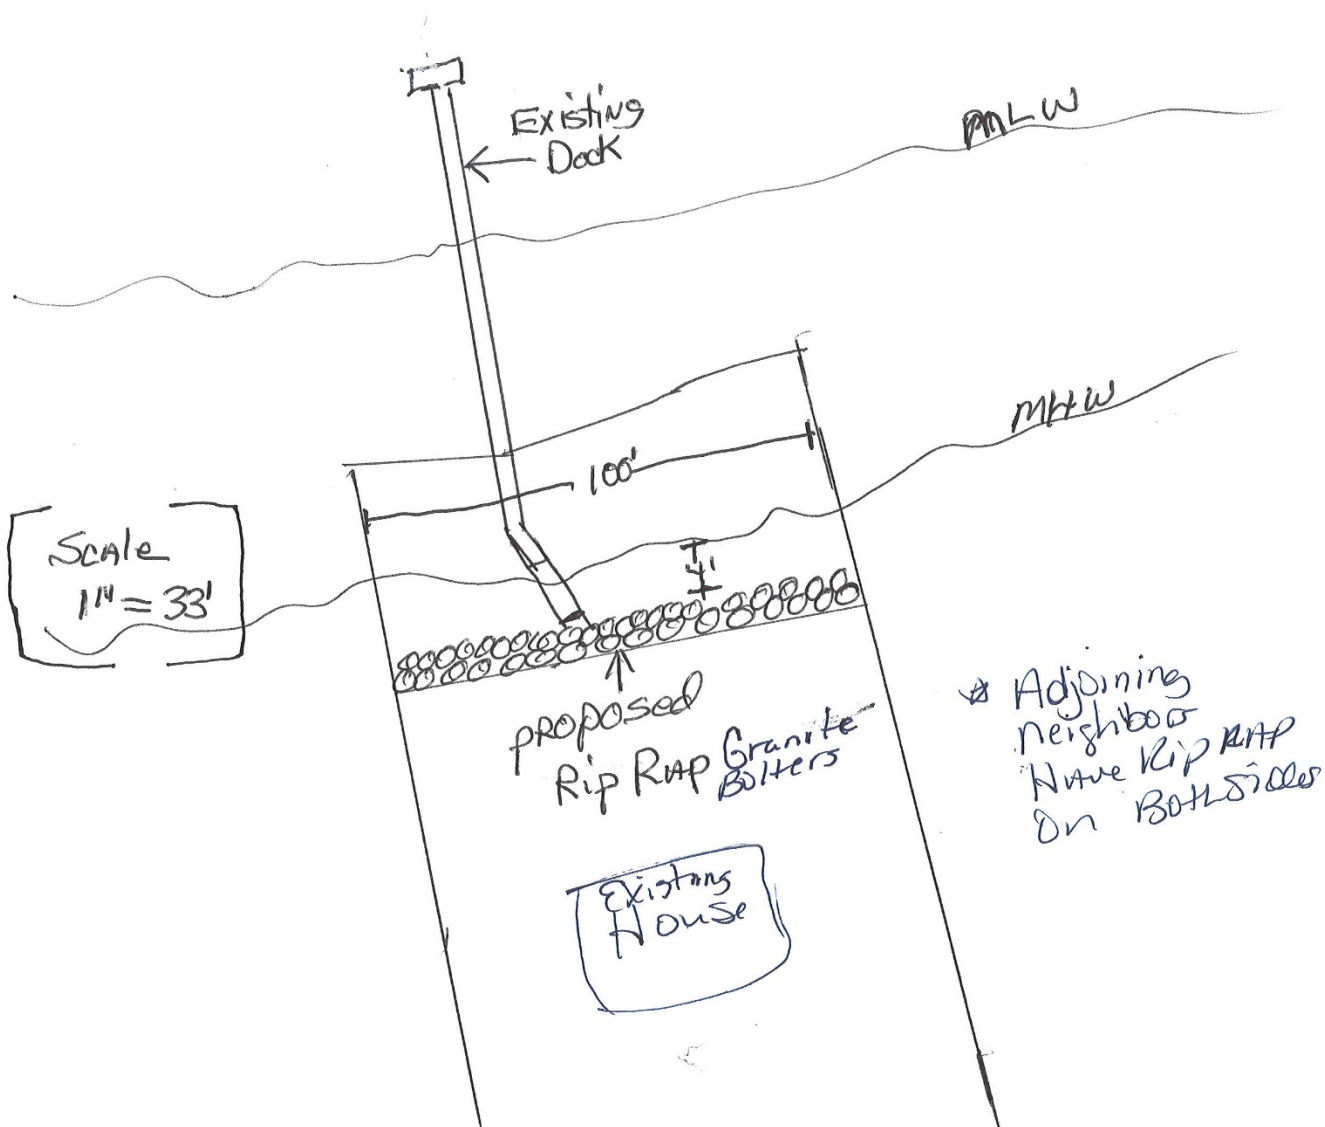 Existing
Dock
MLW
MHW
100'
Scale
1" = 33'
4'
proposed
Rip Rap Granite
Bolters
* Adjoining
neighbor
Have Rip RAP
On Both Sides
Existing
House